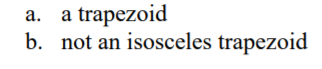 a. a trapezoid
b. not an isosceles trapezoid